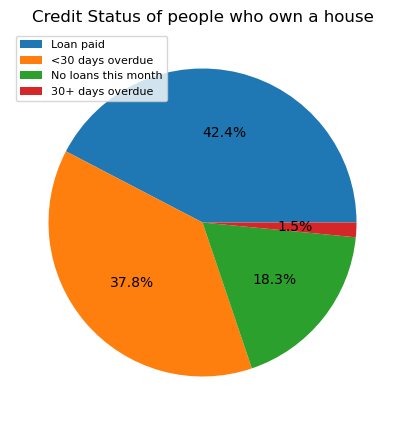 Credit Status of people who own a house
Loan paid
<30 days overdue
No loans this month
30+ days overdue
42.4%
37.8%
18.3%
1.5%